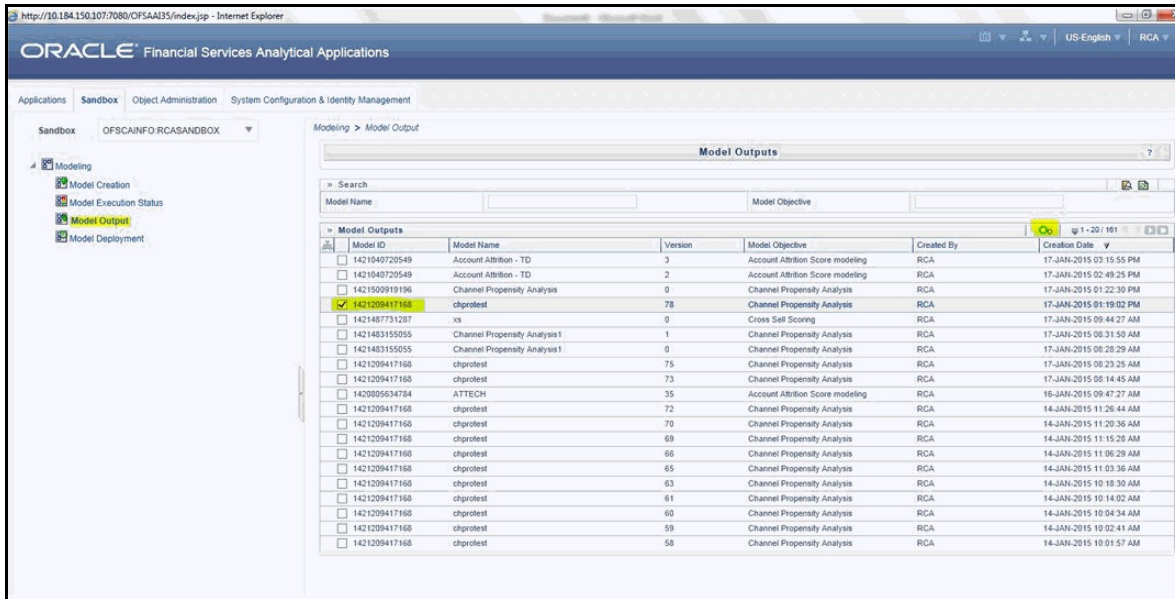 http://10.184.150.107:7080/OFSAAI35/index.jsp - Internet Explorer
ORACLE Financial Services Analytical Applications
US-English
RCA
Applications Sandbox Object Administration System Configuration & Identity Management
Sandbox OFSCAINFO:RCASANDBOX
Modeling
Model Creation
Model Execution Status
Model Output
Model Deployment
Modeling > Model Output
Model Outputs
?
» Search
Model Name Model Objective
» Model Outputs 1 - 20 / 161
Model ID Model Name Version Model Objective Created By Creation Date
1421040720549 Account Attrition - TD 3 Account Attrition Score modeling RCA 17-JAN-2015 03:15:55 PM
1421040720549 Account Attrition - TD 2 Account Attrition Score modeling RCA 17-JAN-2015 02:49:25 PM
1421500919196 Channel Propensity Analysis 0 Channel Propensity Analysis RCA 17-JAN-2015 01:22:30 PM
1421209417168 chprotest 78 Channel Propensity Analysis RCA 17-JAN-2015 01:19:02 PM
1421487731287 xs 0 Cross Sell Scoring RCA 17-JAN-2015 09:44:27 AM
1421483155055 Channel Propensity Analysis1 1 Channel Propensity Analysis RCA 17-JAN-2015 08:31:50 AM
1421483155055 Channel Propensity Analysis1 0 Channel Propensity Analysis RCA 17-JAN-2015 08:28:29 AM
1421209417168 chprotest 75 Channel Propensity Analysis RCA 17-JAN-2015 08:23:25 AM
1421209417168 chprotest 73 Channel Propensity Analysis RCA 17-JAN-2015 08:14:45 AM
1420805634784 ATTECH 35 Account Attrition Score modeling RCA 16-JAN-2015 09:47:27 AM
1421209417168 chprotest 72 Channel Propensity Analysis RCA 14-JAN-2015 11:26:44 AM
1421209417168 chprotest 70 Channel Propensity Analysis RCA 14-JAN-2015 11:20:36 AM
1421209417168 chprotest 69 Channel Propensity Analysis RCA 14-JAN-2015 11:15:28 AM
1421209417168 chprotest 66 Channel Propensity Analysis RCA 14-JAN-2015 11:06:29 AM
1421209417168 chprotest 65 Channel Propensity Analysis RCA 14-JAN-2015 11:03:36 AM
1421209417168 chprotest 63 Channel Propensity Analysis RCA 14-JAN-2015 10:18:30 AM
1421209417168 chprotest 61 Channel Propensity Analysis RCA 14-JAN-2015 10:14:02 AM
1421209417168 chprotest 60 Channel Propensity Analysis RCA 14-JAN-2015 10:04:34 AM
1421209417168 chprotest 59 Channel Propensity Analysis RCA 14-JAN-2015 10:02:41 AM
1421209417168 chprotest 58 Channel Propensity Analysis RCA 14-JAN-2015 10:01:57 AM